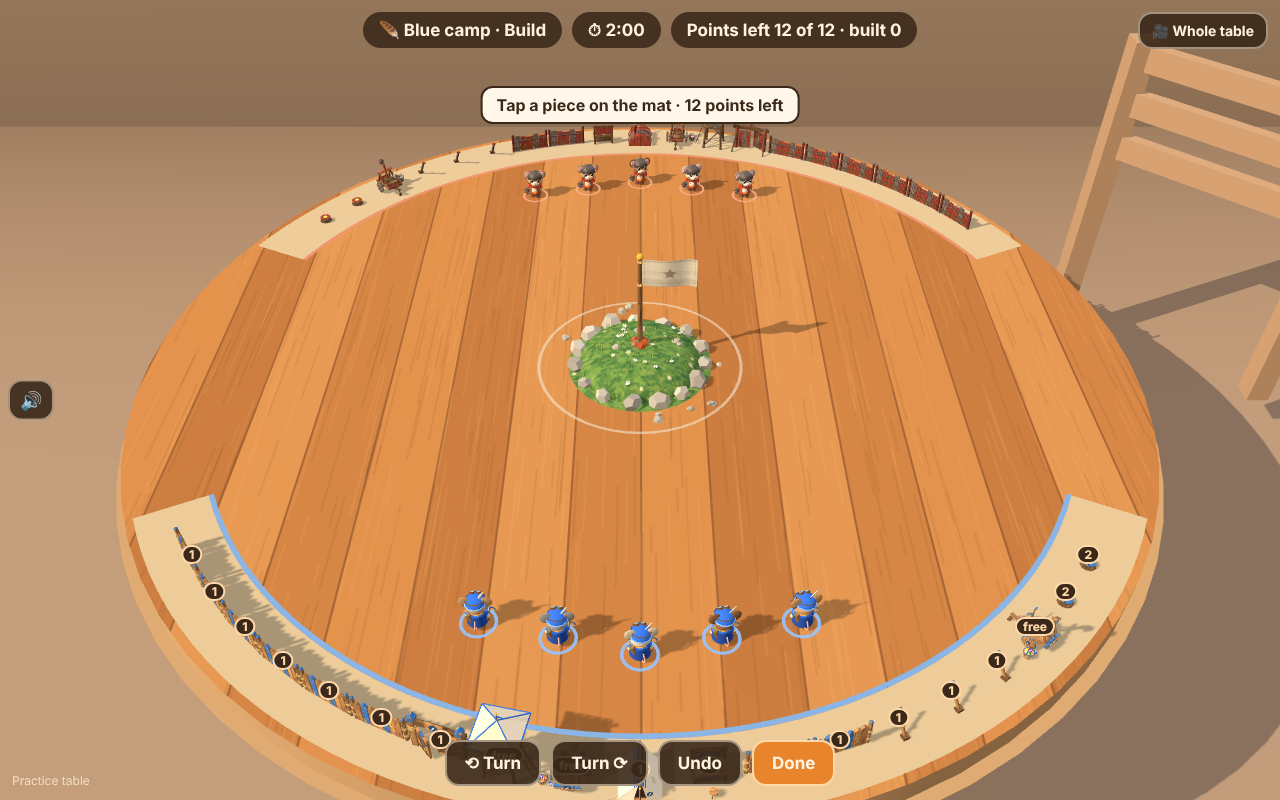 Blue camp · Build
2:00
Points left 12 of 12 · built 0
Whole table
Tap a piece on the mat · 12 points left
1
1
1
1
1
1
1
2
2
free
1
1
1
1
⟲ Turn
Turn ⟳
Undo
Done
Practice table